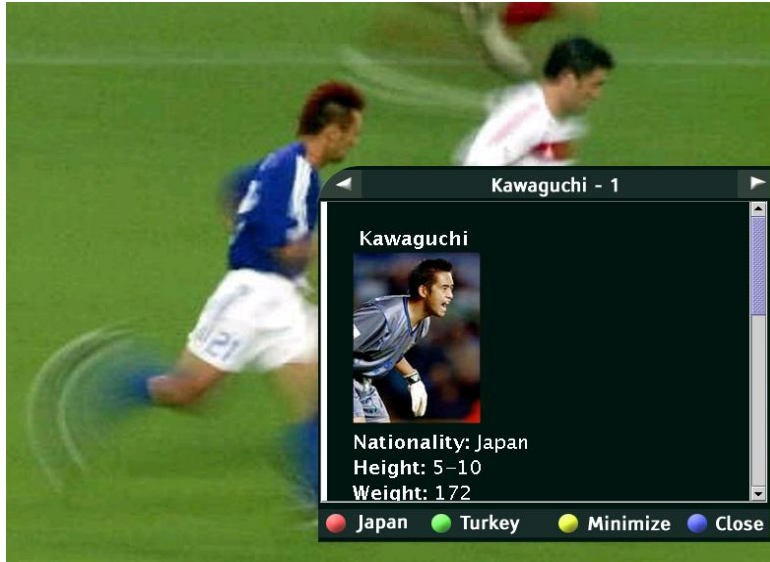 21
Kawaguchi - 1
Kawaguchi
Nationality: Japan
Height: 5-10
Weight: 172
Japan Turkey Minimize Close